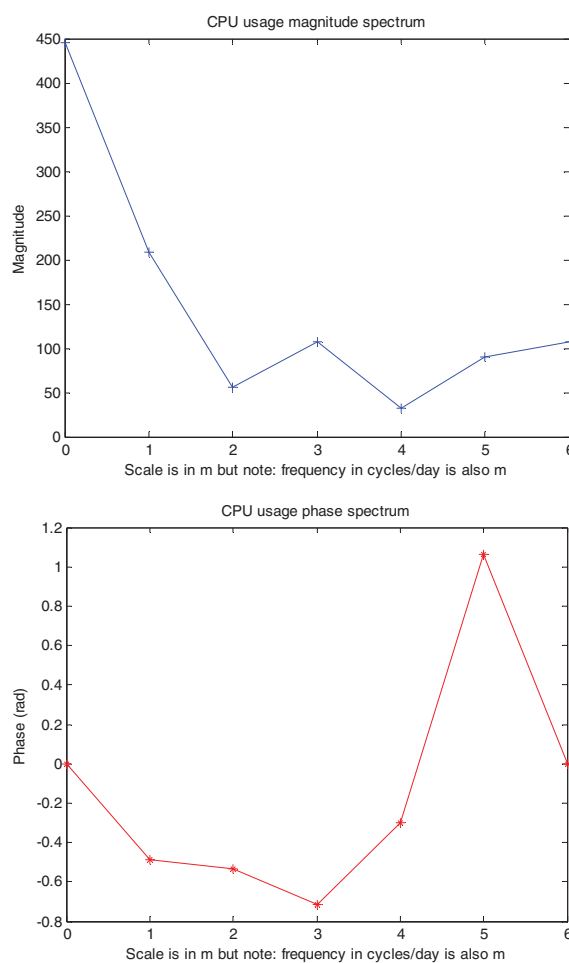 CPU usage magnitude spectrum
450
400
350
300
250
200
150
100
50
0
Magnitude
0 1 2 3 4 5 6
Scale is in m but note: frequency in cycles/day is also m
CPU usage phase spectrum
1.2
1
0.8
0.6
0.4
0.2
0
-0.2
-0.4
-0.6
-0.8
Phase (rad)
0 1 2 3 4 5 6
Scale is in m but note: frequency in cycles/day is also m